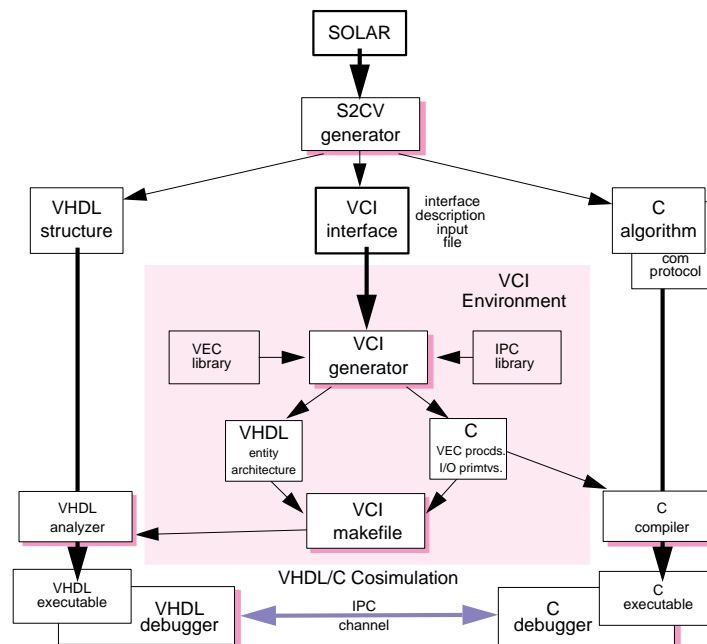 SOLAR
S2CV
generator
VHDL
structure
VCI
interface
interface
description
input
file
C
algorithm
com
protocol
VCI
Environment
VEC
library
VCI
generator
IPC
library
VHDL
entity
architecture
C
VEC procds.
I/O primtvs.
VHDL
analyzer
VCI
makefile
C
compiler
VHDL
executable
VHDL/C Cosimulation
C
executable
VHDL
debugger
IPC
channel
C
debugger